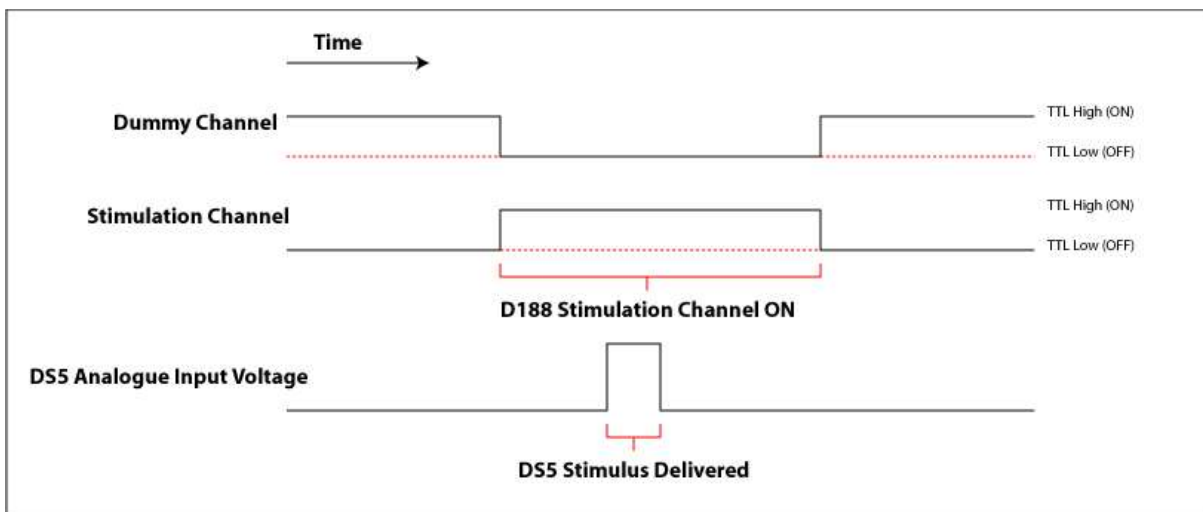 Time
Dummy Channel
TTL High (ON)
TTL Low (OFF)
Stimulation Channel
TTL High (ON)
TTL Low (OFF)
D188 Stimulation Channel ON
DS5 Analogue Input Voltage
DS5 Stimulus Delivered